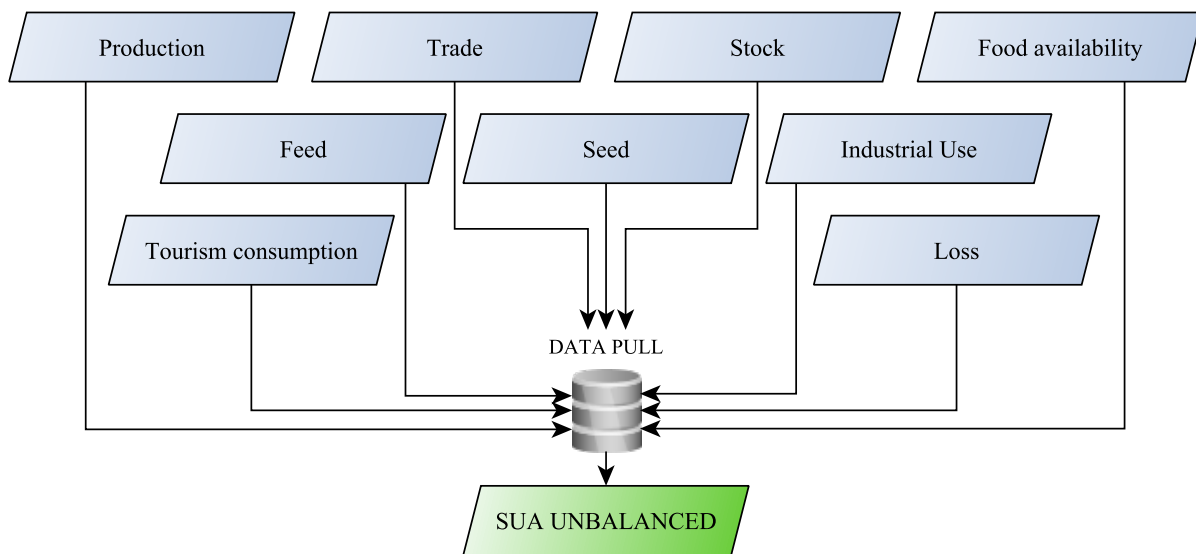 Production
Trade
Stock
Food availability
Feed
Seed
Industrial Use
Tourism consumption
Loss
DATA PULL
SUA UNBALANCED